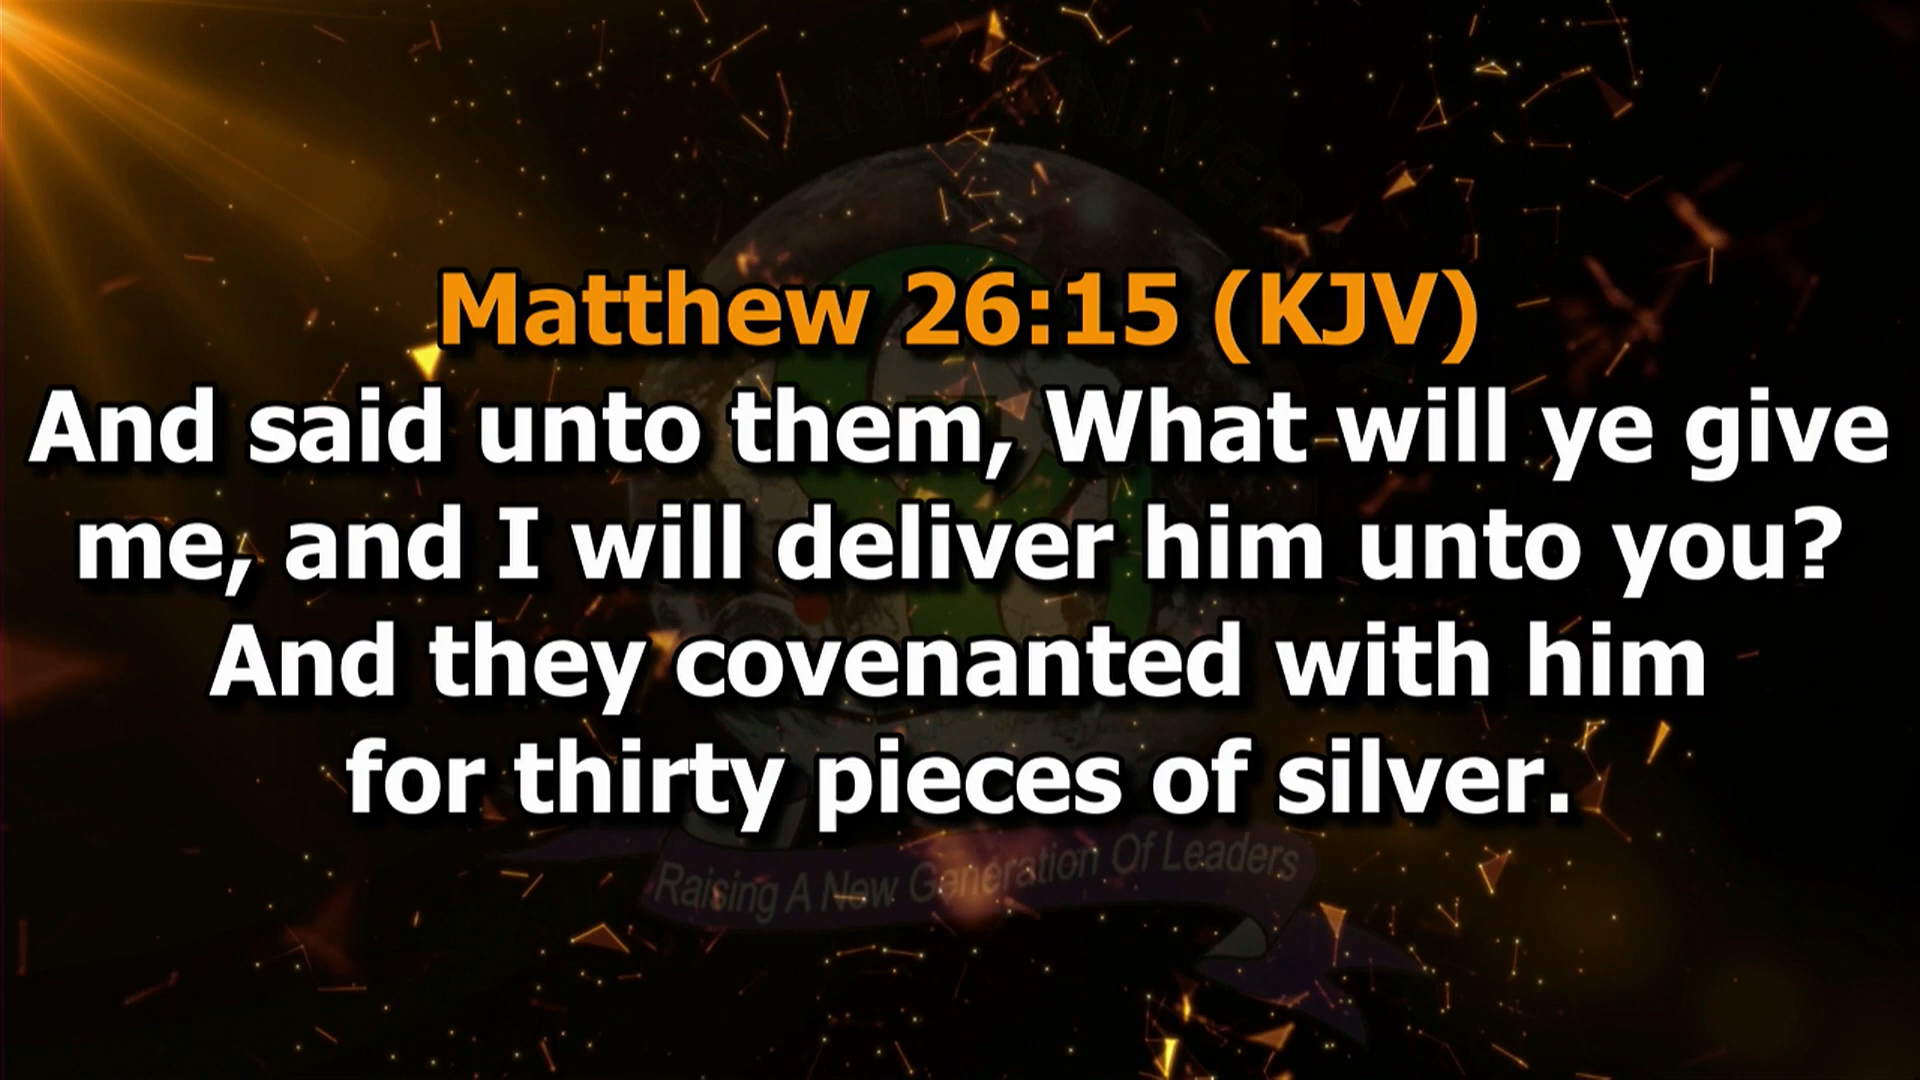 Matthew 26:15 (KJV)
And said unto them, What will ye give
me, and I will deliver him unto you?
And they covenanted with him
for thirty pieces of silver.
Raising A New Generation Of Leaders